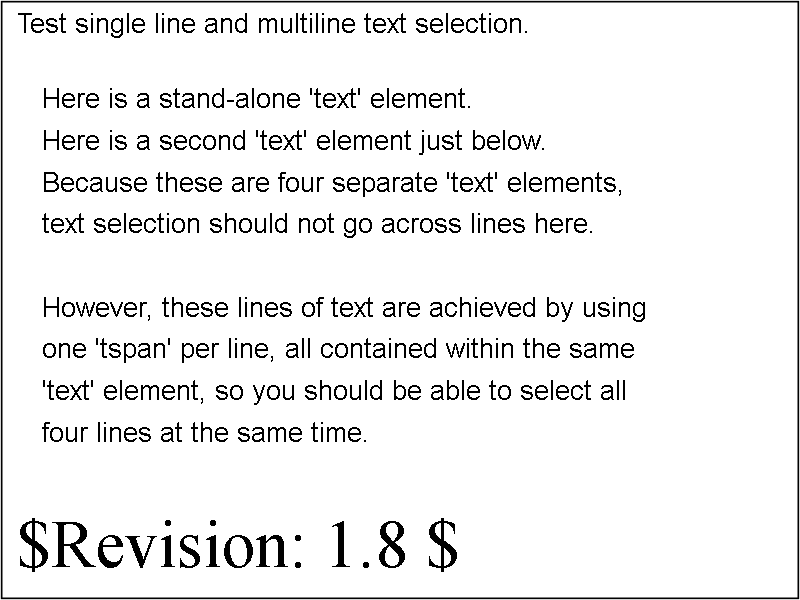 Test single line and multiline text selection.
Here is a stand-alone 'text' element.
Here is a second 'text' element just below.
Because these are four separate 'text' elements,
text selection should not go across lines here.
However, these lines of text are achieved by using
one 'tspan' per line, all contained within the same
'text' element, so you should be able to select all
four lines at the same time.
$Revision: 1.8 $